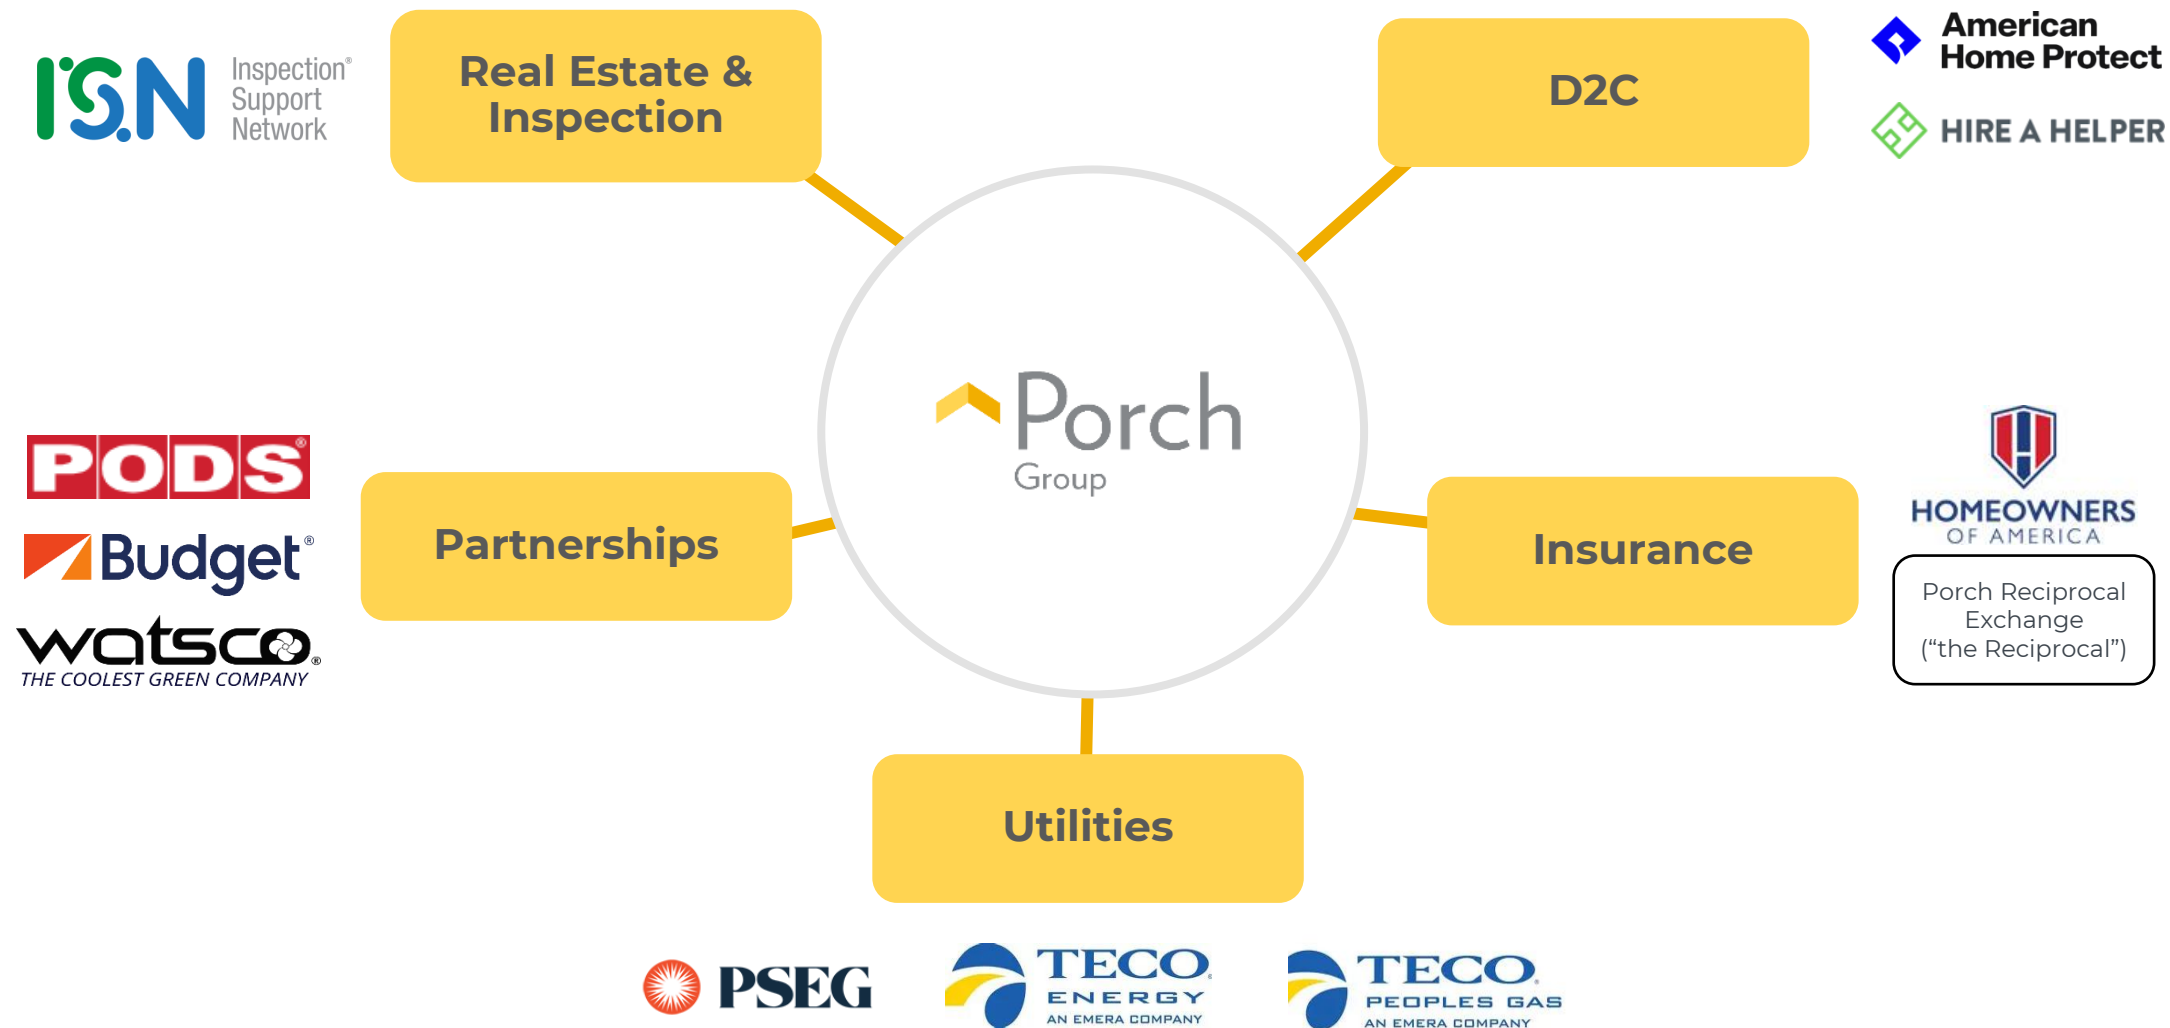 ISN
Inspection®
Support
Network
Real Estate &
Inspection
D2C
American
Home Protect
HIRE A HELPER
Porch
Group
PODS®
Budget®
watsco®
THE COOLEST GREEN COMPANY
Partnerships
Insurance
HOMEOWNERS
OF AMERICA
Porch Reciprocal
Exchange
(“the Reciprocal”)
Utilities
PSEG
TECO®
ENERGY
AN EMERA COMPANY
TECO®
PEOPLES GAS
AN EMERA COMPANY